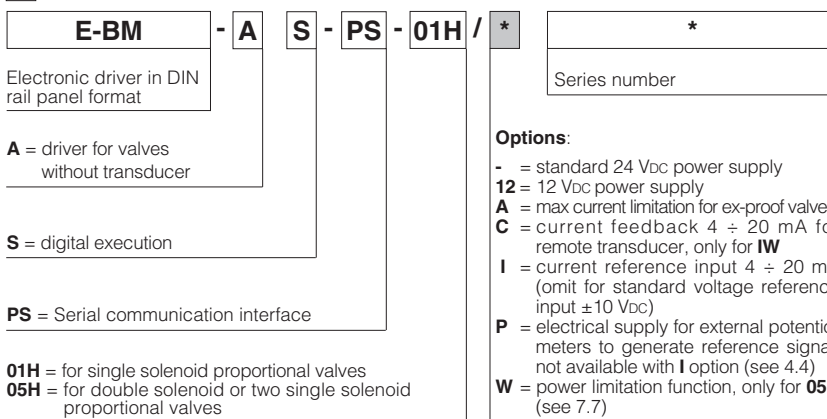 E-BM - A S - PS - 01H / * *
Electronic driver in DIN
rail panel format
Series number
A = driver for valves
without transducer
S = digital execution
PS = Serial communication interface
01H = for single solenoid proportional valves
05H = for double solenoid or two single solenoid
proportional valves
Options:
- = standard 24 VDC power supply
12 = 12 VDC power supply
A = max current limitation for ex-proof valve
C = current feedback 4 ÷ 20 mA
remote transducer, only for IW
I = current reference input 4 ÷ 20
(omit for standard voltage
input ±10 VDC)
P = electrical supply for external
meters to generate reference
not available with I option (see 4.4)
W = power limitation function, only for 05
(see 7.7)